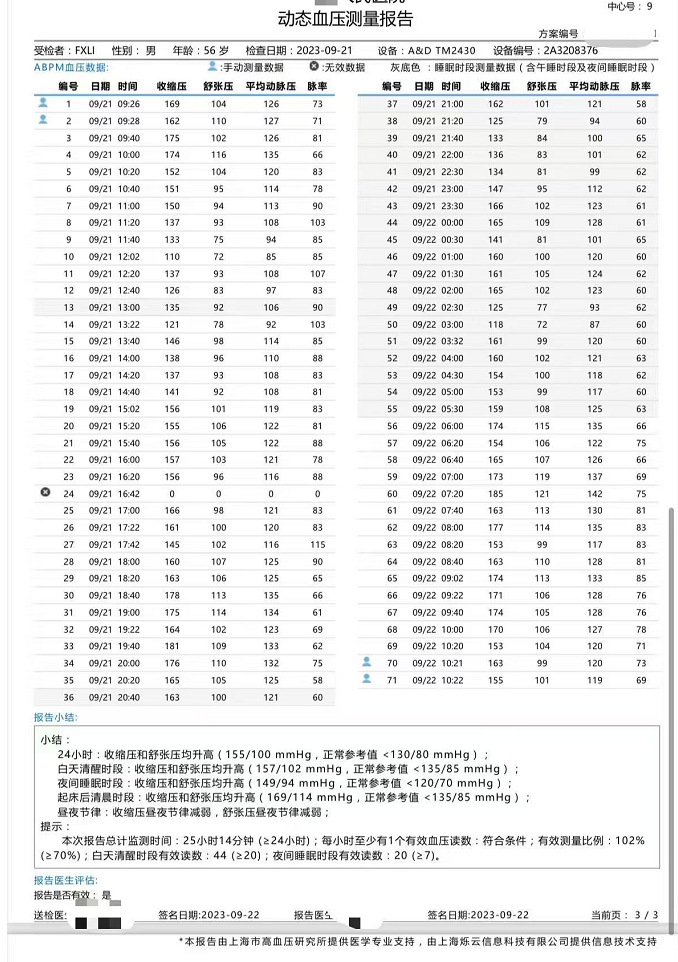 中心号：9
动态血压测量报告
方案编号
受检者：FXLI 性别：男 年龄：56 岁 检查日期：2023-09-21 设备：A&D TM2430 设备编号：2A3208376
ABPM血压数据： :手动测量数据 :无效数据 灰底色：睡眠时段测量数据（含午睡时段及夜间睡眠时段）
编号 日期 时间 收缩压 舒张压 平均动脉压 脉率 编号 日期 时间 收缩压 舒张压 平均动脉压 脉率
1 09/21 09:26 169 104 126 73 37 09/21 21:00 162 101 121 58
2 09/21 09:28 162 110 127 71 38 09/21 21:20 125 79 94 60
3 09/21 09:40 175 102 126 81 39 09/21 21:40 133 84 100 65
4 09/21 10:00 174 116 135 66 40 09/21 22:00 136 83 101 62
5 09/21 10:20 152 104 120 83 41 09/21 22:30 134 81 99 62
6 09/21 10:40 151 95 114 78 42 09/21 23:00 147 95 112 62
7 09/21 11:00 150 94 113 90 43 09/21 23:30 166 102 123 61
8 09/21 11:20 137 93 108 103 44 09/22 00:00 165 109 128 61
9 09/21 11:40 133 75 94 85 45 09/22 00:30 141 81 101 65
10 09/21 12:02 110 72 85 85 46 09/22 01:00 160 100 120 60
11 09/21 12:20 137 93 108 107 47 09/22 01:30 161 105 124 62
12 09/21 12:40 126 83 97 83 48 09/22 02:00 165 102 123 60
13 09/21 13:00 135 92 106 90 49 09/22 02:30 125 77 93 62
14 09/21 13:22 121 78 92 103 50 09/22 03:00 118 72 87 60
15 09/21 13:40 146 98 114 85 51 09/22 03:32 161 99 120 60
16 09/21 14:00 138 96 110 88 52 09/22 04:00 160 102 121 63
17 09/21 14:20 137 93 108 83 53 09/22 04:30 154 100 118 62
18 09/21 14:40 141 92 108 81 54 09/22 05:00 153 99 117 60
19 09/21 15:02 156 101 119 83 55 09/22 05:30 159 108 125 63
20 09/21 15:20 155 106 122 81 56 09/22 06:00 174 115 135 66
21 09/21 15:40 156 105 122 88 57 09/22 06:20 154 106 122 75
22 09/21 16:00 157 103 121 78 58 09/22 06:40 165 107 126 66
23 09/21 16:20 156 96 116 88 59 09/22 07:00 173 119 137 69
24 09/21 16:42 0 0 0 0 60 09/22 07:20 185 121 142 75
25 09/21 17:00 166 98 121 83 61 09/22 07:40 163 113 130 81
26 09/21 17:22 161 100 120 83 62 09/22 08:00 177 114 135 83
27 09/21 17:42 145 102 116 115 63 09/22 08:20 153 99 117 83
28 09/21 18:00 160 107 125 90 64 09/22 08:40 163 110 128 81
29 09/21 18:20 163 106 125 65 65 09/22 09:02 174 113 133 85
30 09/21 18:40 178 113 135 66 66 09/22 09:22 171 106 128 76
31 09/21 19:00 175 114 134 61 67 09/22 09:40 174 105 128 76
32 09/21 19:22 164 102 123 69 68 09/22 10:00 170 106 127 78
33 09/21 19:40 181 109 133 62 69 09/22 10:20 153 104 120 71
34 09/21 20:00 176 110 132 75 70 09/22 10:21 163 99 120 73
35 09/21 20:20 165 105 125 58 71 09/22 10:22 155 101 119 69
36 09/21 20:40 163 100 121 60
报告小结：
小结：
24小时：收缩压和舒张压均升高（155/100 mmHg，正常参考值 <130/80 mmHg）；
白天清醒时段：收缩压和舒张压均升高（157/102 mmHg，正常参考值 <135/85 mmHg）；
夜间睡眠时段：收缩压和舒张压均升高（149/94 mmHg，正常参考值 <120/70 mmHg）；
起床后清晨时段：收缩压和舒张压均升高（169/114 mmHg，正常参考值 <135/85 mmHg）；
昼夜节律：收缩压昼夜节律减弱，舒张压昼夜节律减弱；
提示：
本次报告总计监测时间：25小时14分钟（≥24小时）；每小时至少有1个有效血压读数：符合条件；有效测量比例：102%
（≥70%）；白天清醒时段有效读数：44（≥20）；夜间睡眠时段有效读数：20（≥7）。
报告医生评估：
报告是否有效：是
送检医 签名日期:2023-09-22 报告医生 签名日期:2023-09-22 当前页：3 / 3
*本报告由上海市高血压研究所提供医学专业支持，由上海烁云信息科技有限公司提供信息技术支持